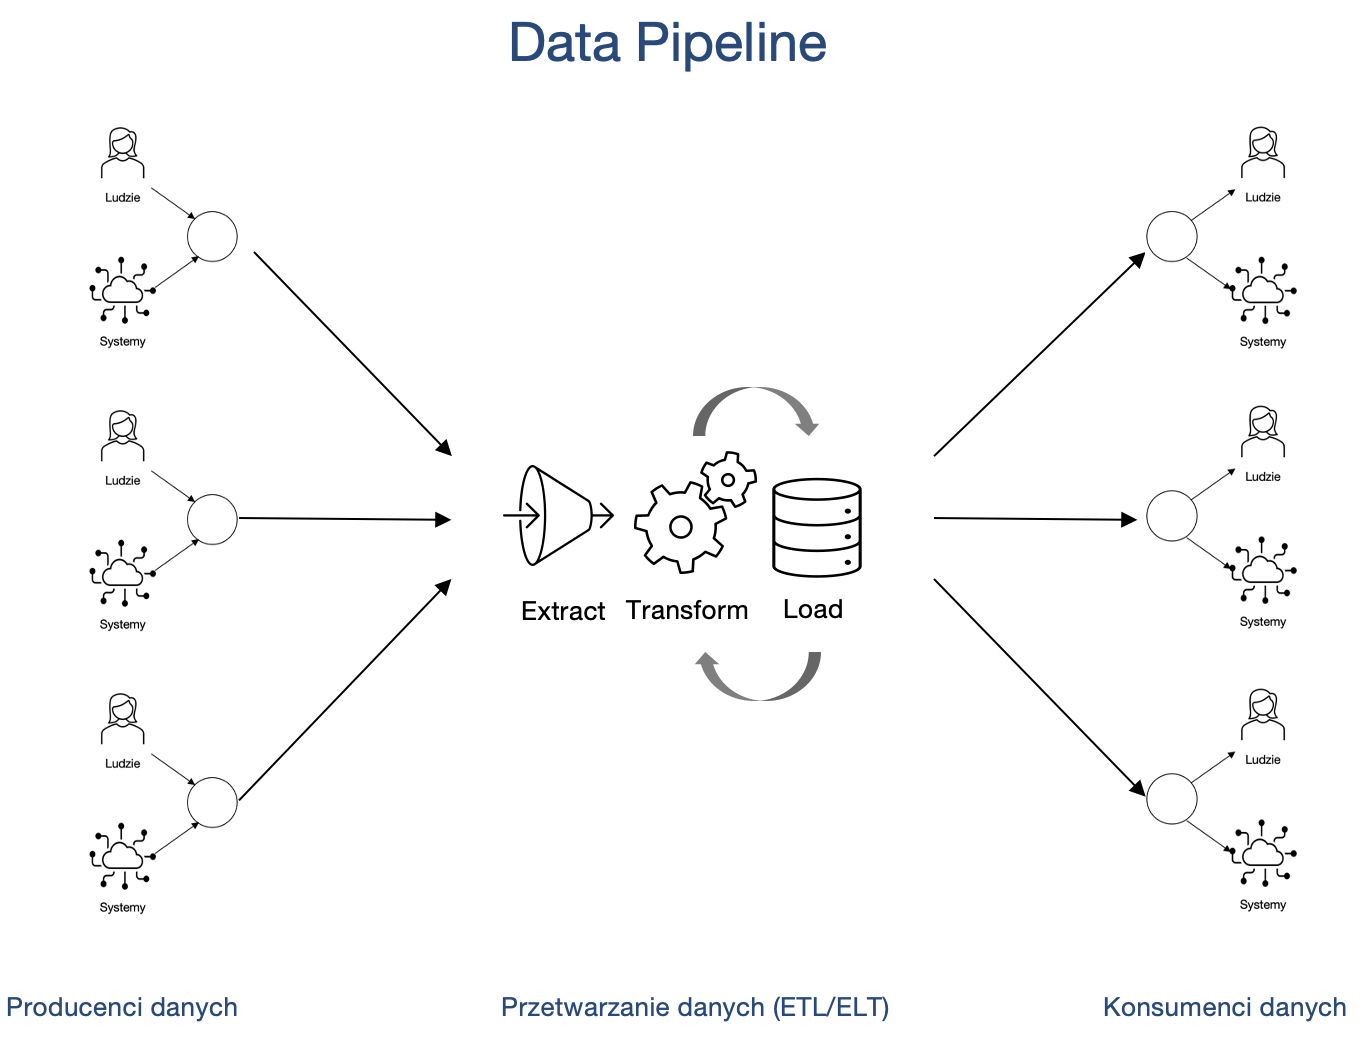 Data Pipeline
Ludzie
Systemy
Ludzie
Systemy
Ludzie
Systemy
Extract
Transform
Load
Ludzie
Systemy
Ludzie
Systemy
Ludzie
Systemy
Producenci danych
Przetwarzanie danych (ETL/ELT)
Konsumenci danych